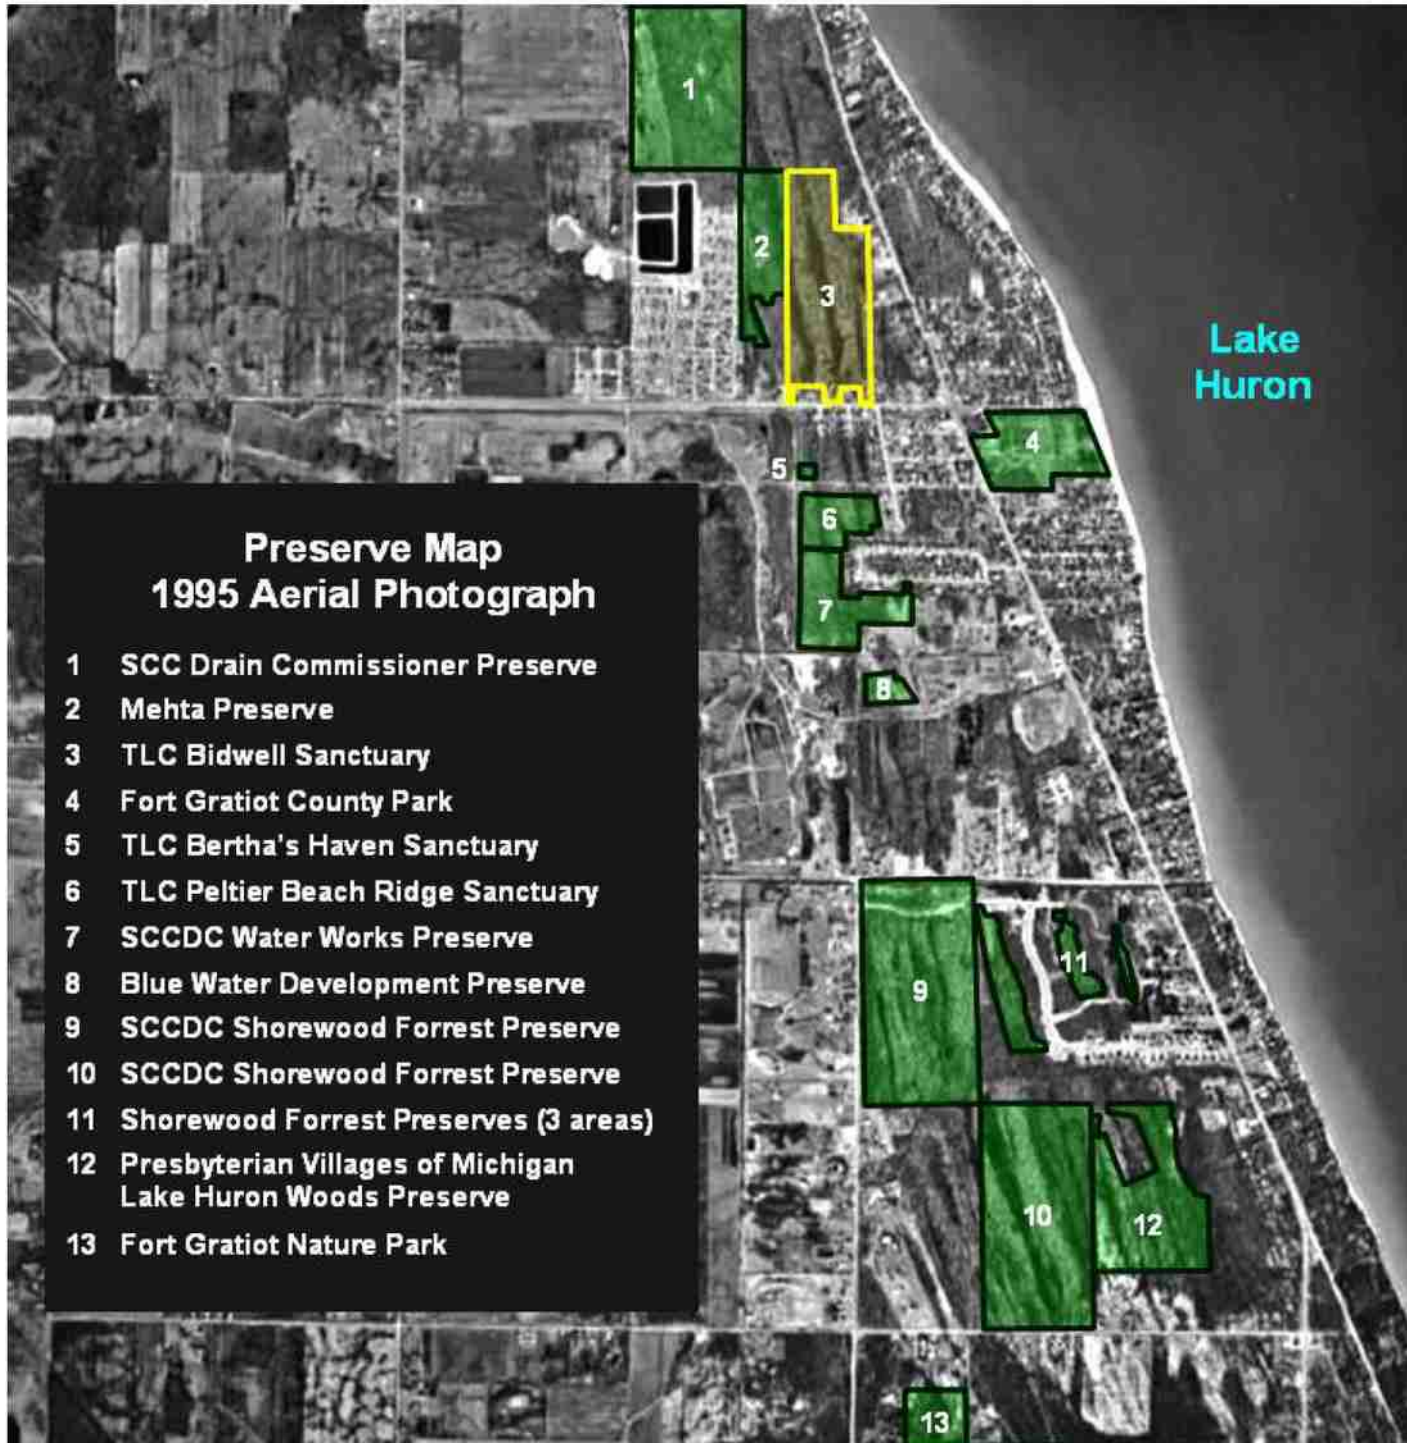 1
2
3
Lake
Huron
4
5
6
7
8
9
11
10
12
13
Preserve Map
1995 Aerial Photograph
1 SCC Drain Commissioner Preserve
2 Mehta Preserve
3 TLC Bidwell Sanctuary
4 Fort Gratiot County Park
5 TLC Bertha's Haven Sanctuary
6 TLC Peltier Beach Ridge Sanctuary
7 SCCDC Water Works Preserve
8 Blue Water Development Preserve
9 SCCDC Shorewood Forrest Preserve
10 SCCDC Shorewood Forrest Preserve
11 Shorewood Forrest Preserves (3 areas)
12 Presbyterian Villages of Michigan
Lake Huron Woods Preserve
13 Fort Gratiot Nature Park